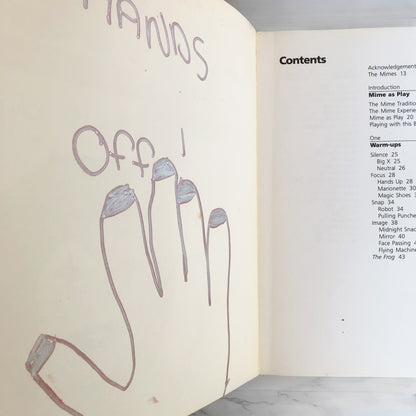 HANDS
Off!
Contents
Acknowledgement
The Mimes 13
Introduction
Mime as Play
The Mime Tradition
The Mime Experie
Mime as Play 20
Playing with this B
One
Warm-ups
Silence 25
Big X 25
Neutral 26
Focus 28
Hands Up 28
Marionette 30
Magic Shoes
Snap 34
Robot 34
Pulling Punche
Image 38
Midnight Snac
Mirror 40
Face Passing
Flying Machine
The Frog 43